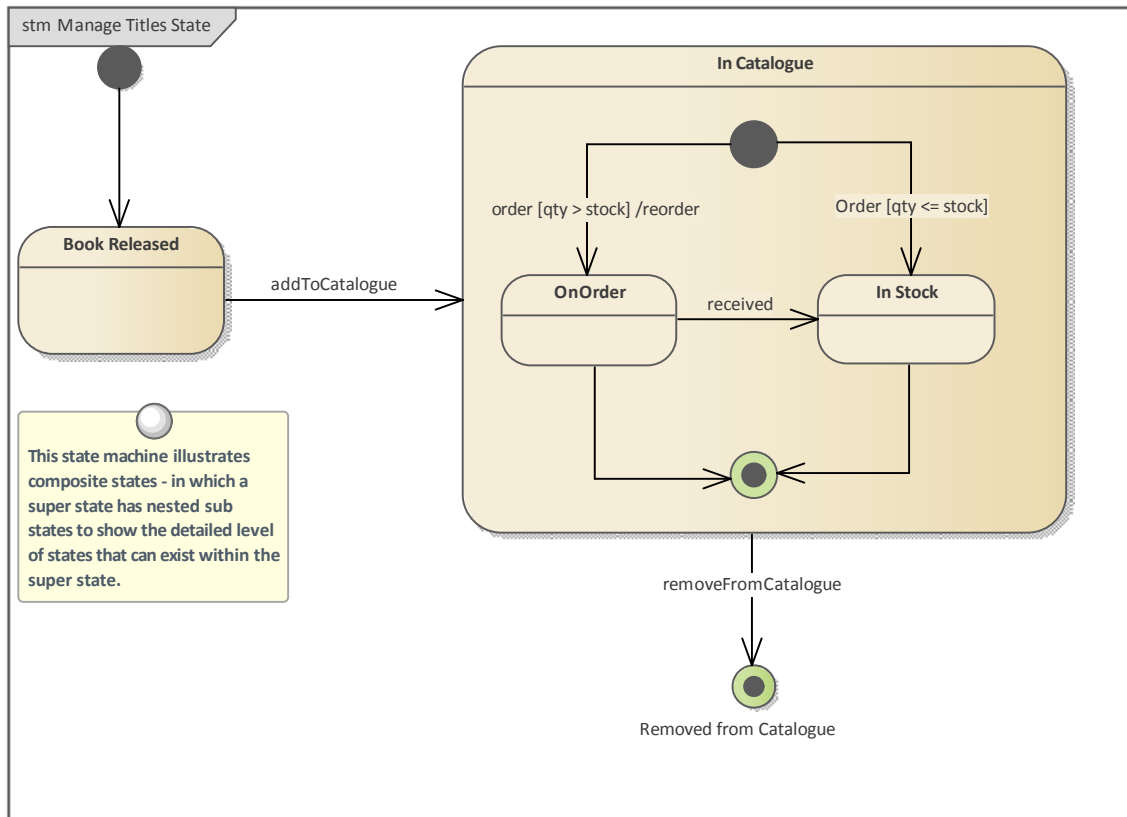 stm Manage Titles State
In Catalogue
order [qty > stock] /reorder
Order [qty <= stock]
Book Released
addToCatalogue
OnOrder
received
In Stock
This state machine illustrates
composite states - in which a
super state has nested sub
states to show the detailed level
of states that can exist within the
super state.
removeFromCatalogue
Removed from Catalogue